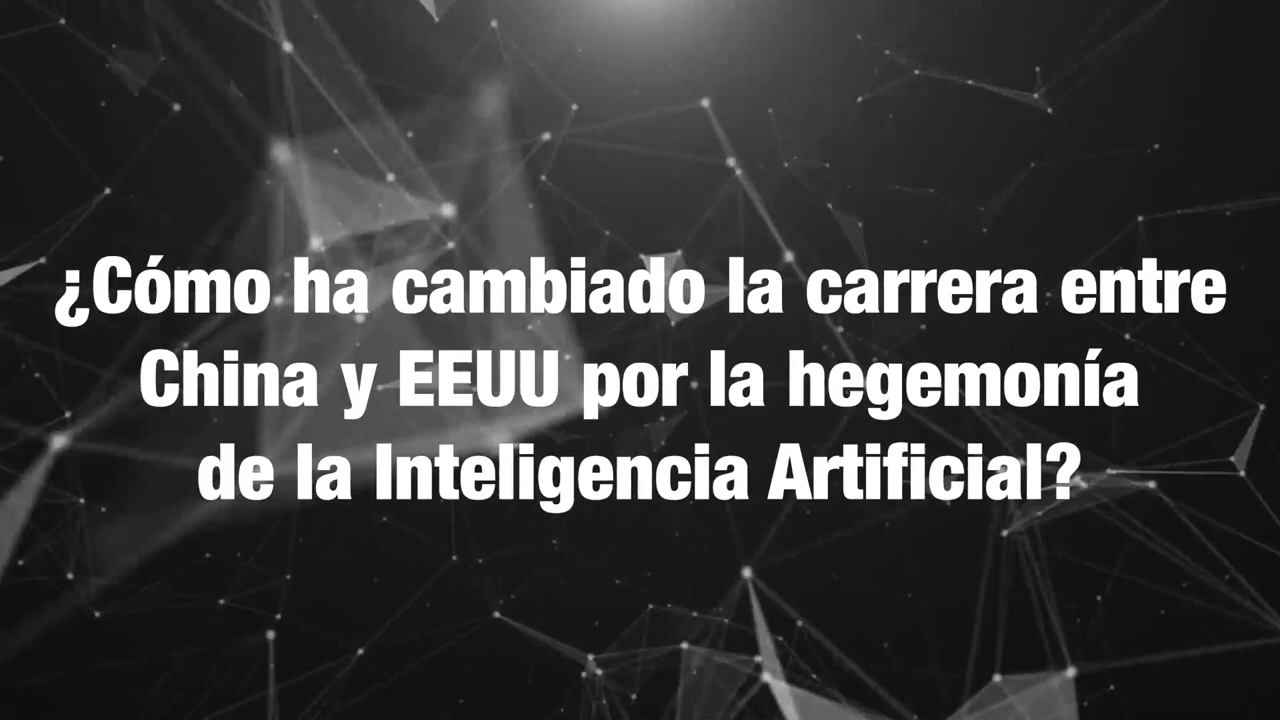 ¿Cómo ha cambiado la carrera entre
China y EEUU por la hegemonía
de la Inteligencia Artificial?